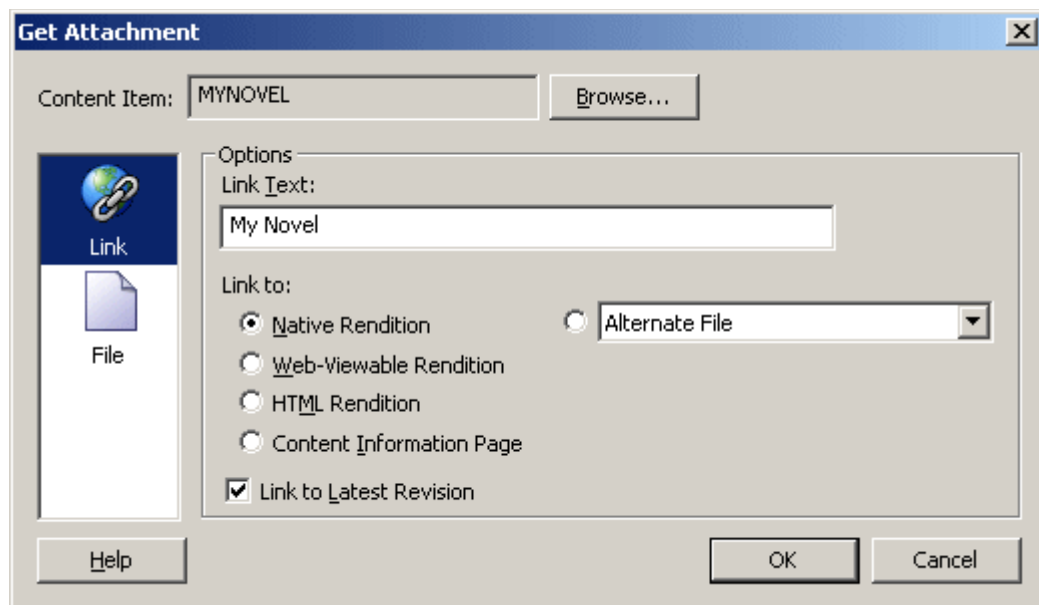 Get Attachment
Content Item: MYNOVEL Browse...
Link
File
Options
Link Text:
My Novel
Link to:
Native Rendition Alternate File
Web-Viewable Rendition
HTML Rendition
Content Information Page
Link to Latest Revision
Help OK Cancel